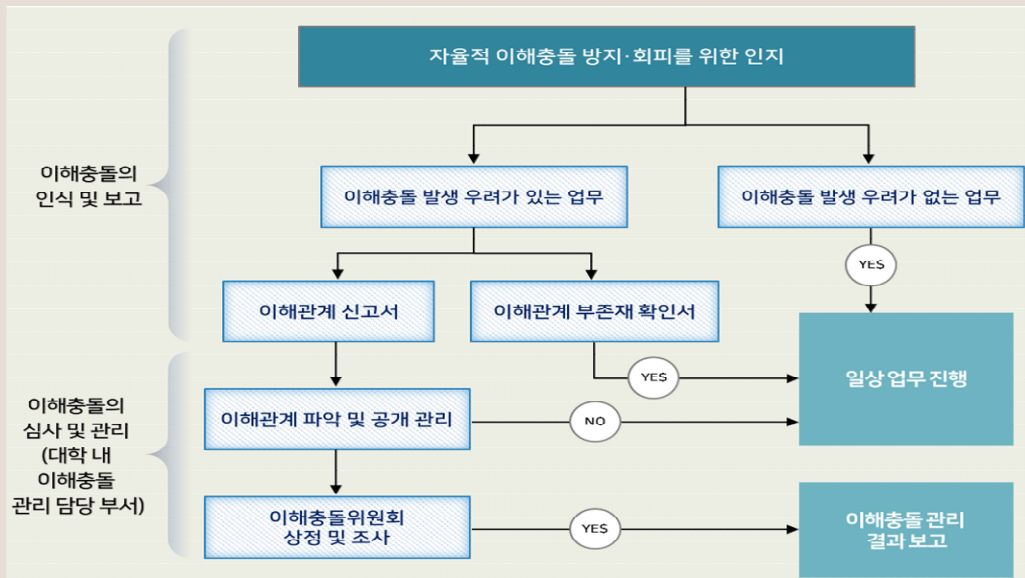 자율적 이해충돌 방지·회피를 위한 인지
이해충돌의
인식 및 보고
이해충돌 발생 우려가 있는 업무
이해충돌 발생 우려가 없는 업무
YES
이해관계 신고서
이해관계 부존재 확인서
YES
일상 업무 진행
이해충돌의
심사 및 관리
(대학 내
이해충돌
관리 담당 부서)
이해관계 파악 및 공개 관리
NO
이해충돌위원회
상정 및 조사
YES
이해충돌 관리
결과 보고